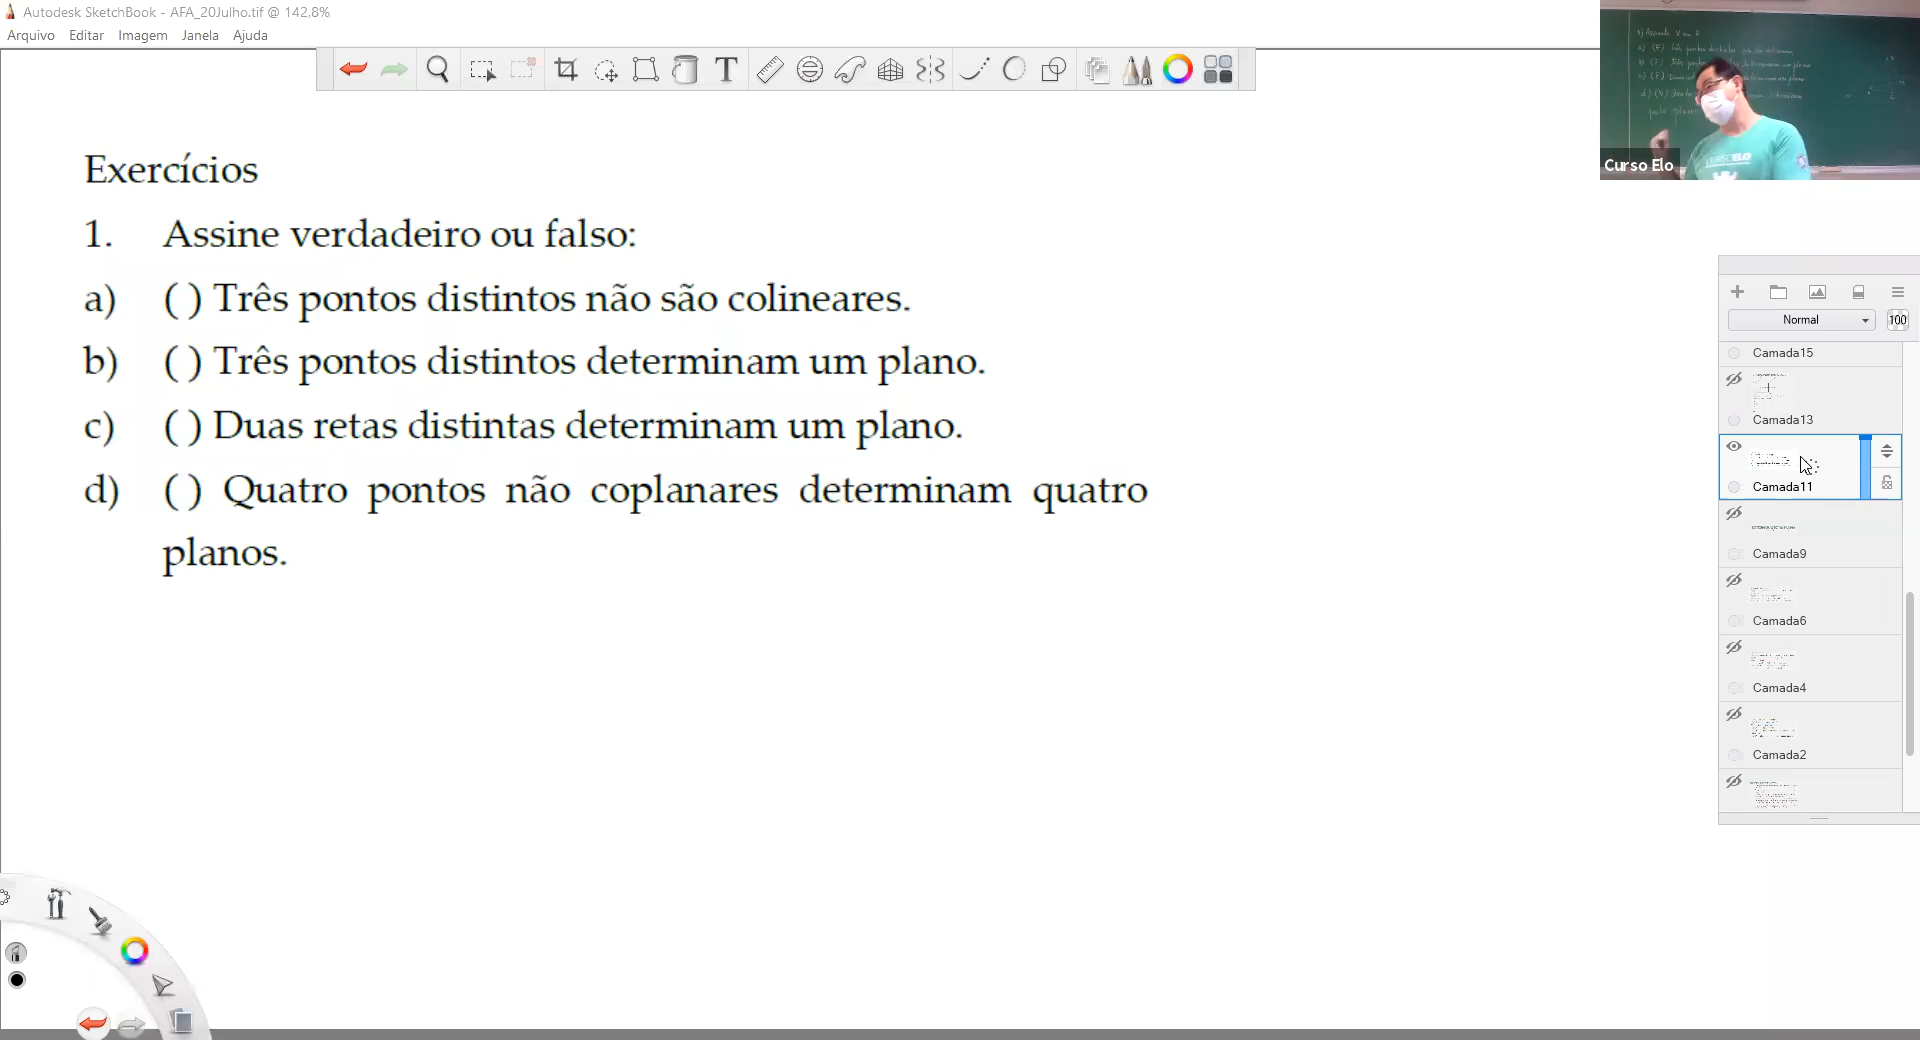 Autodesk SketchBook - AFA_20Julho.tif @ 142,8%
Arquivo Editar Imagem Janela Ajuda
Exercícios
1. Assine verdadeiro ou falso:
a) ( ) Três pontos distintos não são colineares.
b) ( ) Três pontos distintos determinam um plano.
c) ( ) Duas retas distintas determinam um plano.
d) ( ) Quatro pontos não coplanares determinam quatro
planos.
Curso Elo
Normal 100
Camada15
Camada13
Camada11
Camada9
Camada6
Camada4
Camada2